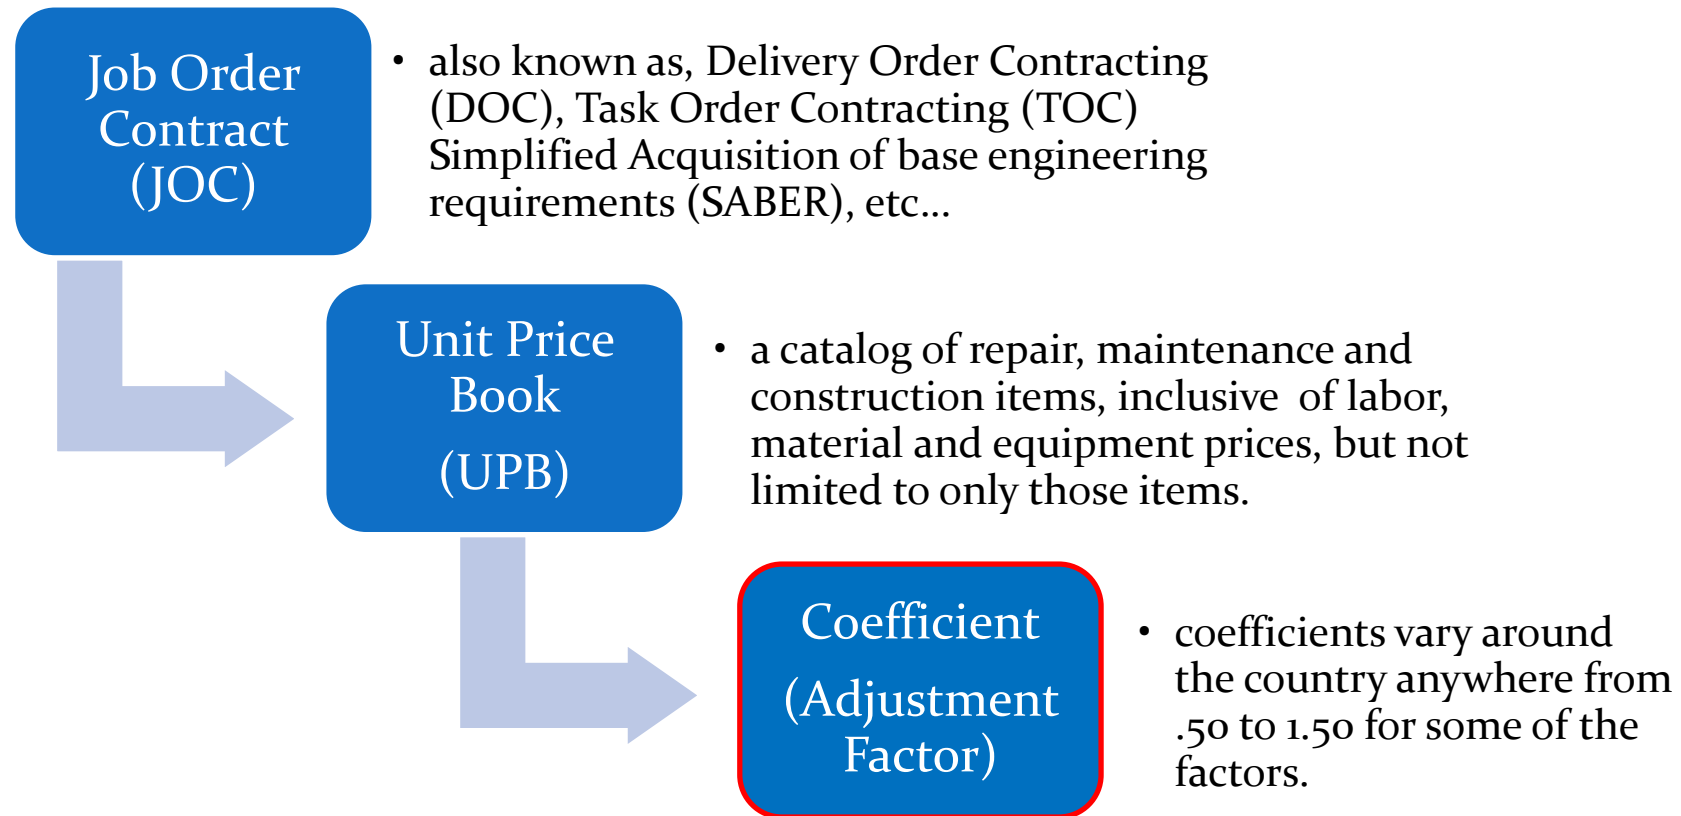 Job Order
Contract
(JOC)
• also known as, Delivery Order Contracting
(DOC), Task Order Contracting (TOC)
Simplified Acquisition of base engineering
requirements (SABER), etc...
Unit Price
Book
(UPB)
• a catalog of repair, maintenance and
construction items, inclusive  of labor,
material and equipment prices, but not
limited to only those items.
Coefficient
(Adjustment
Factor)
• coefficients vary around
the country anywhere from
.50 to 1.50 for some of the
factors.